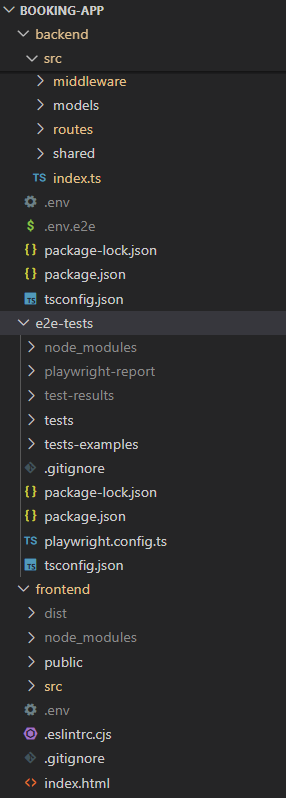 BOOKING-APP
backend
src
middleware
models
routes
shared
TS index.ts
.env
$ .env.e2e
{} package-lock.json
{} package.json
TS tsconfig.json
e2e-tests
node_modules
playwright-report
test-results
tests
tests-examples
.gitignore
{} package-lock.json
{} package.json
TS playwright.config.ts
TS tsconfig.json
frontend
dist
node_modules
public
src
.env
.eslintrc.cjs
.gitignore
<> index.html